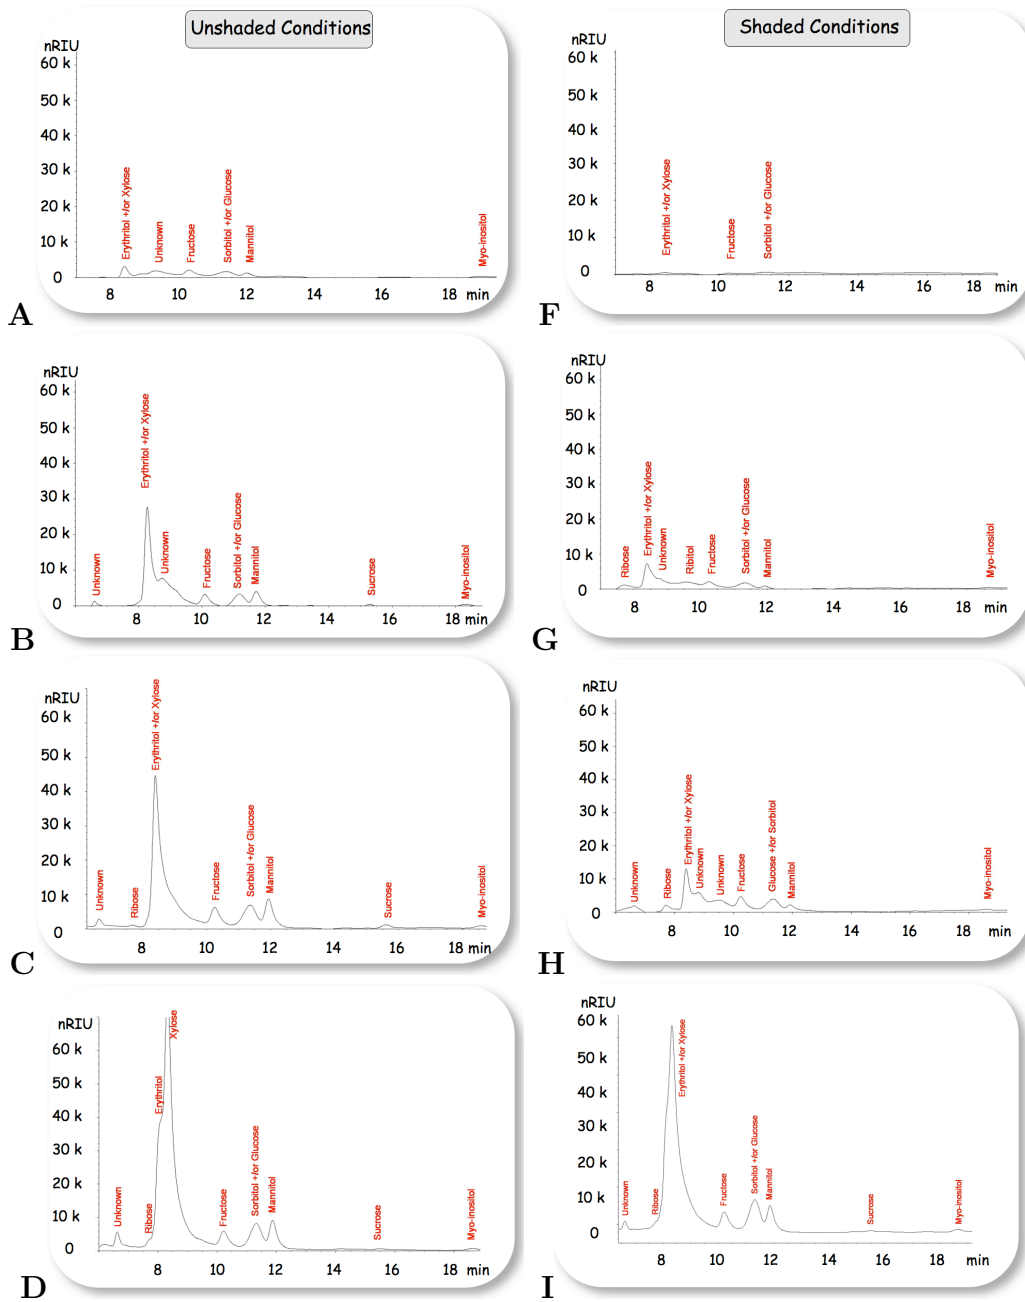 Unshaded Conditions
nRIU
60 k
50 k
40 k
30 k
20 k
10 k
0
Erythritol +/or Xylose
Unknown
Fructose
Sorbitol +/or Glucose
Mannitol
Myo-inositol
8 10 12 14 16 18 min
A
Shaded Conditions
nRIU
60 k
50 k
40 k
30 k
20 k
10 k
0
Erythritol +/or Xylose
Fructose
Sorbitol +/or Glucose
8 10 12 14 16 18 min
F
nRIU
60 k
50 k
40 k
30 k
20 k
10 k
0
Unknown
Erythritol +/or Xylose
Unknown
Fructose
Sorbitol +/or Glucose
Mannitol
Sucrose
Myo-inositol
8 10 12 14 16 18 min
B
nRIU
60 k
50 k
40 k
30 k
20 k
10 k
0
Ribose
Erythritol +/or Xylose
Unknown
Ribitol
Fructose
Sorbitol +/or Glucose
Mannitol
Myo-inositol
8 10 12 14 16 18 min
G
nRIU
60 k
50 k
40 k
30 k
20 k
10 k
0
Unknown
Ribose
Erythritol +/or Xylose
Fructose
Sorbitol +/or Glucose
Mannitol
Sucrose
Myo-inositol
8 10 12 14 16 18 min
C
nRIU
60 k
50 k
40 k
30 k
20 k
10 k
0
Unknown
Ribose
Erythritol +/or Xylose
Unknown
Unknown
Fructose
Glucose +/or Sorbitol
Mannitol
Myo-inositol
8 10 12 14 16 18 min
H
nRIU
60 k
50 k
40 k
30 k
20 k
10 k
0
Unknown
Ribose
Erythritol
Xylose
Fructose
Sorbitol +/or Glucose
Mannitol
Sucrose
Myo-inositol
8 10 12 14 16 18 min
D
nRIU
60 k
50 k
40 k
30 k
20 k
10 k
0
Unknown
Ribose
Erythritol +/or Xylose
Fructose
Sorbitol +/or Glucose
Mannitol
Sucrose
Myo-inositol
8 10 12 14 16 18 min
I